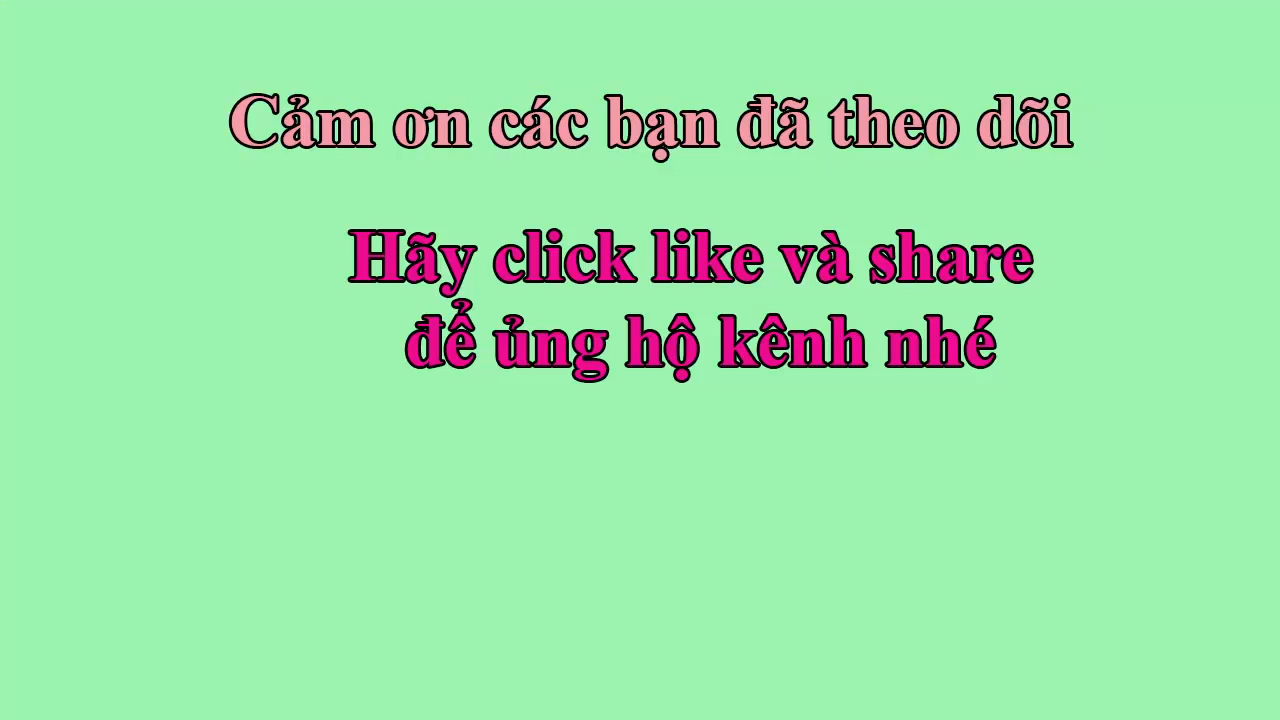 Cảm ơn các bạn đã theo dõi
Hãy click like và share
để ủng hộ kênh nhé